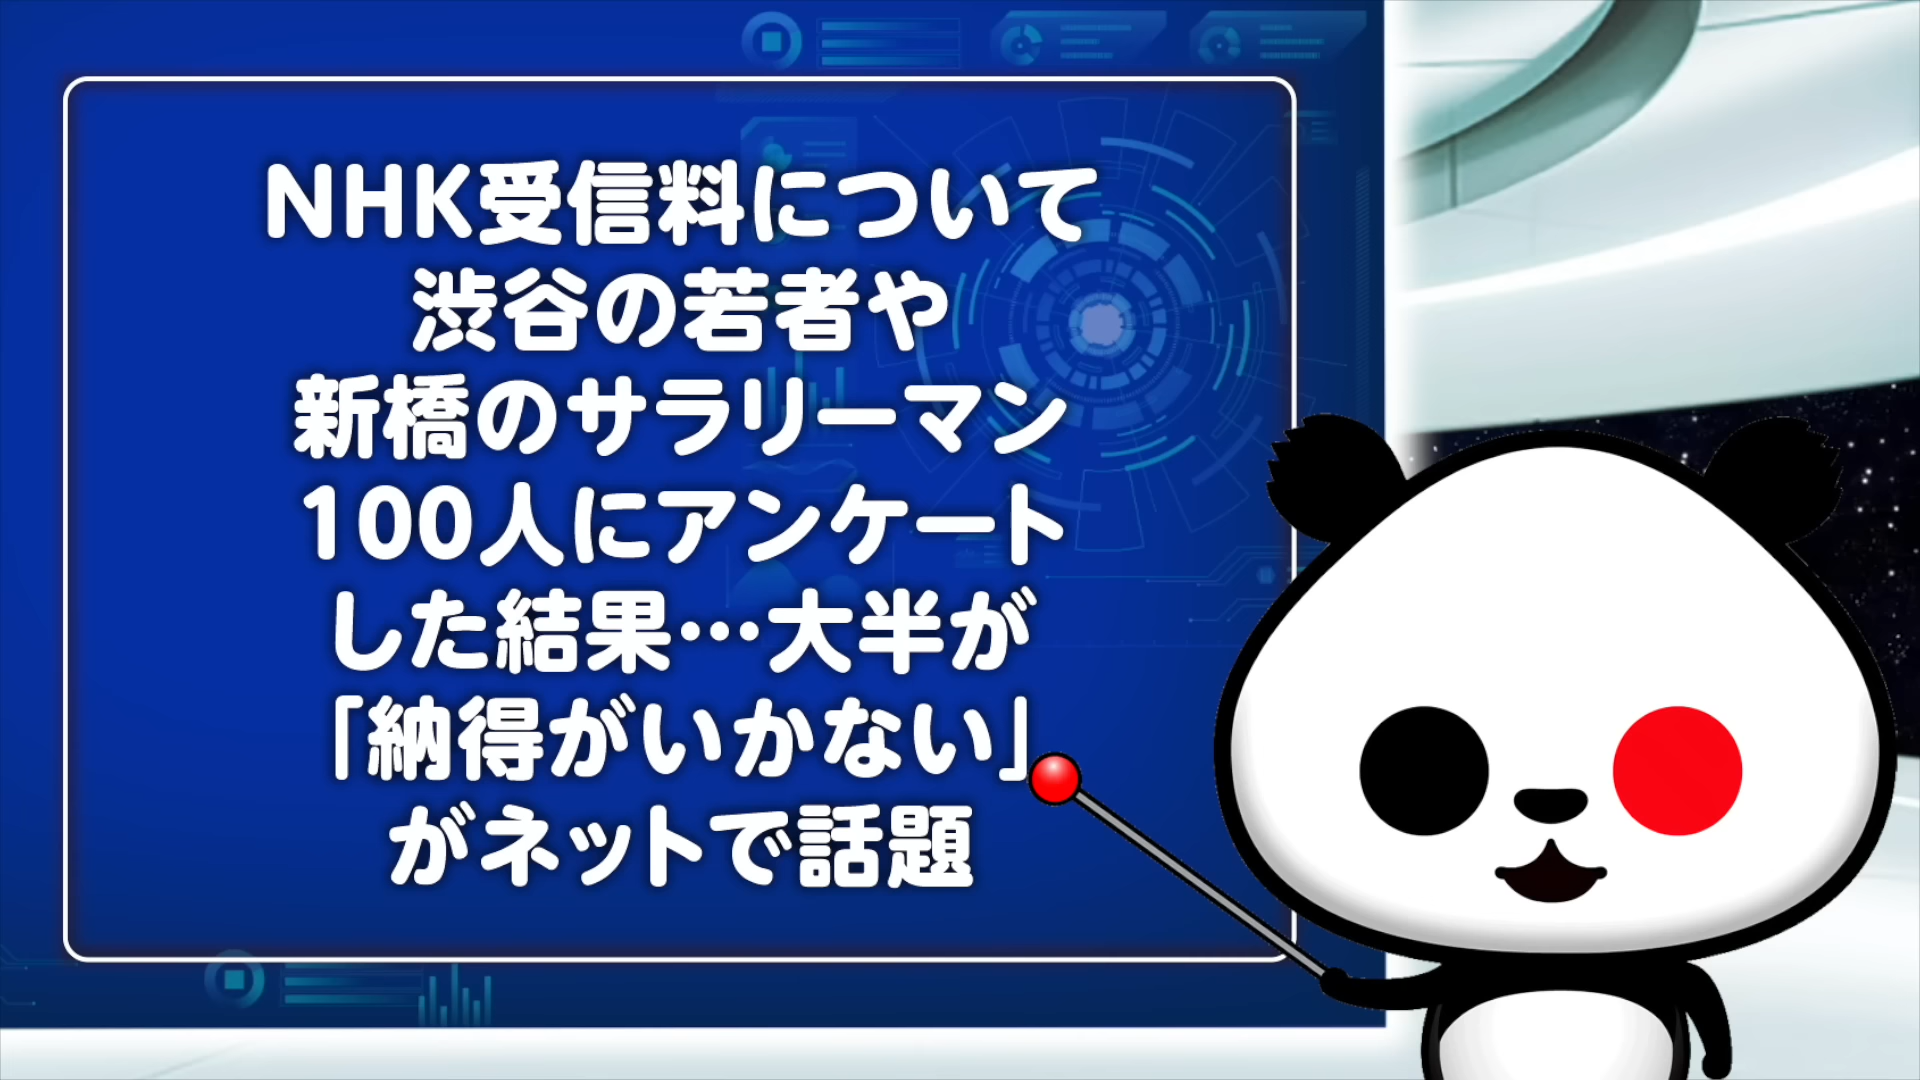 NHK受信料について
渋谷の若者や
新橋のサラリーマン
100人にアンケート
した結果…大半が
「納得がいかない」
がネットで話題